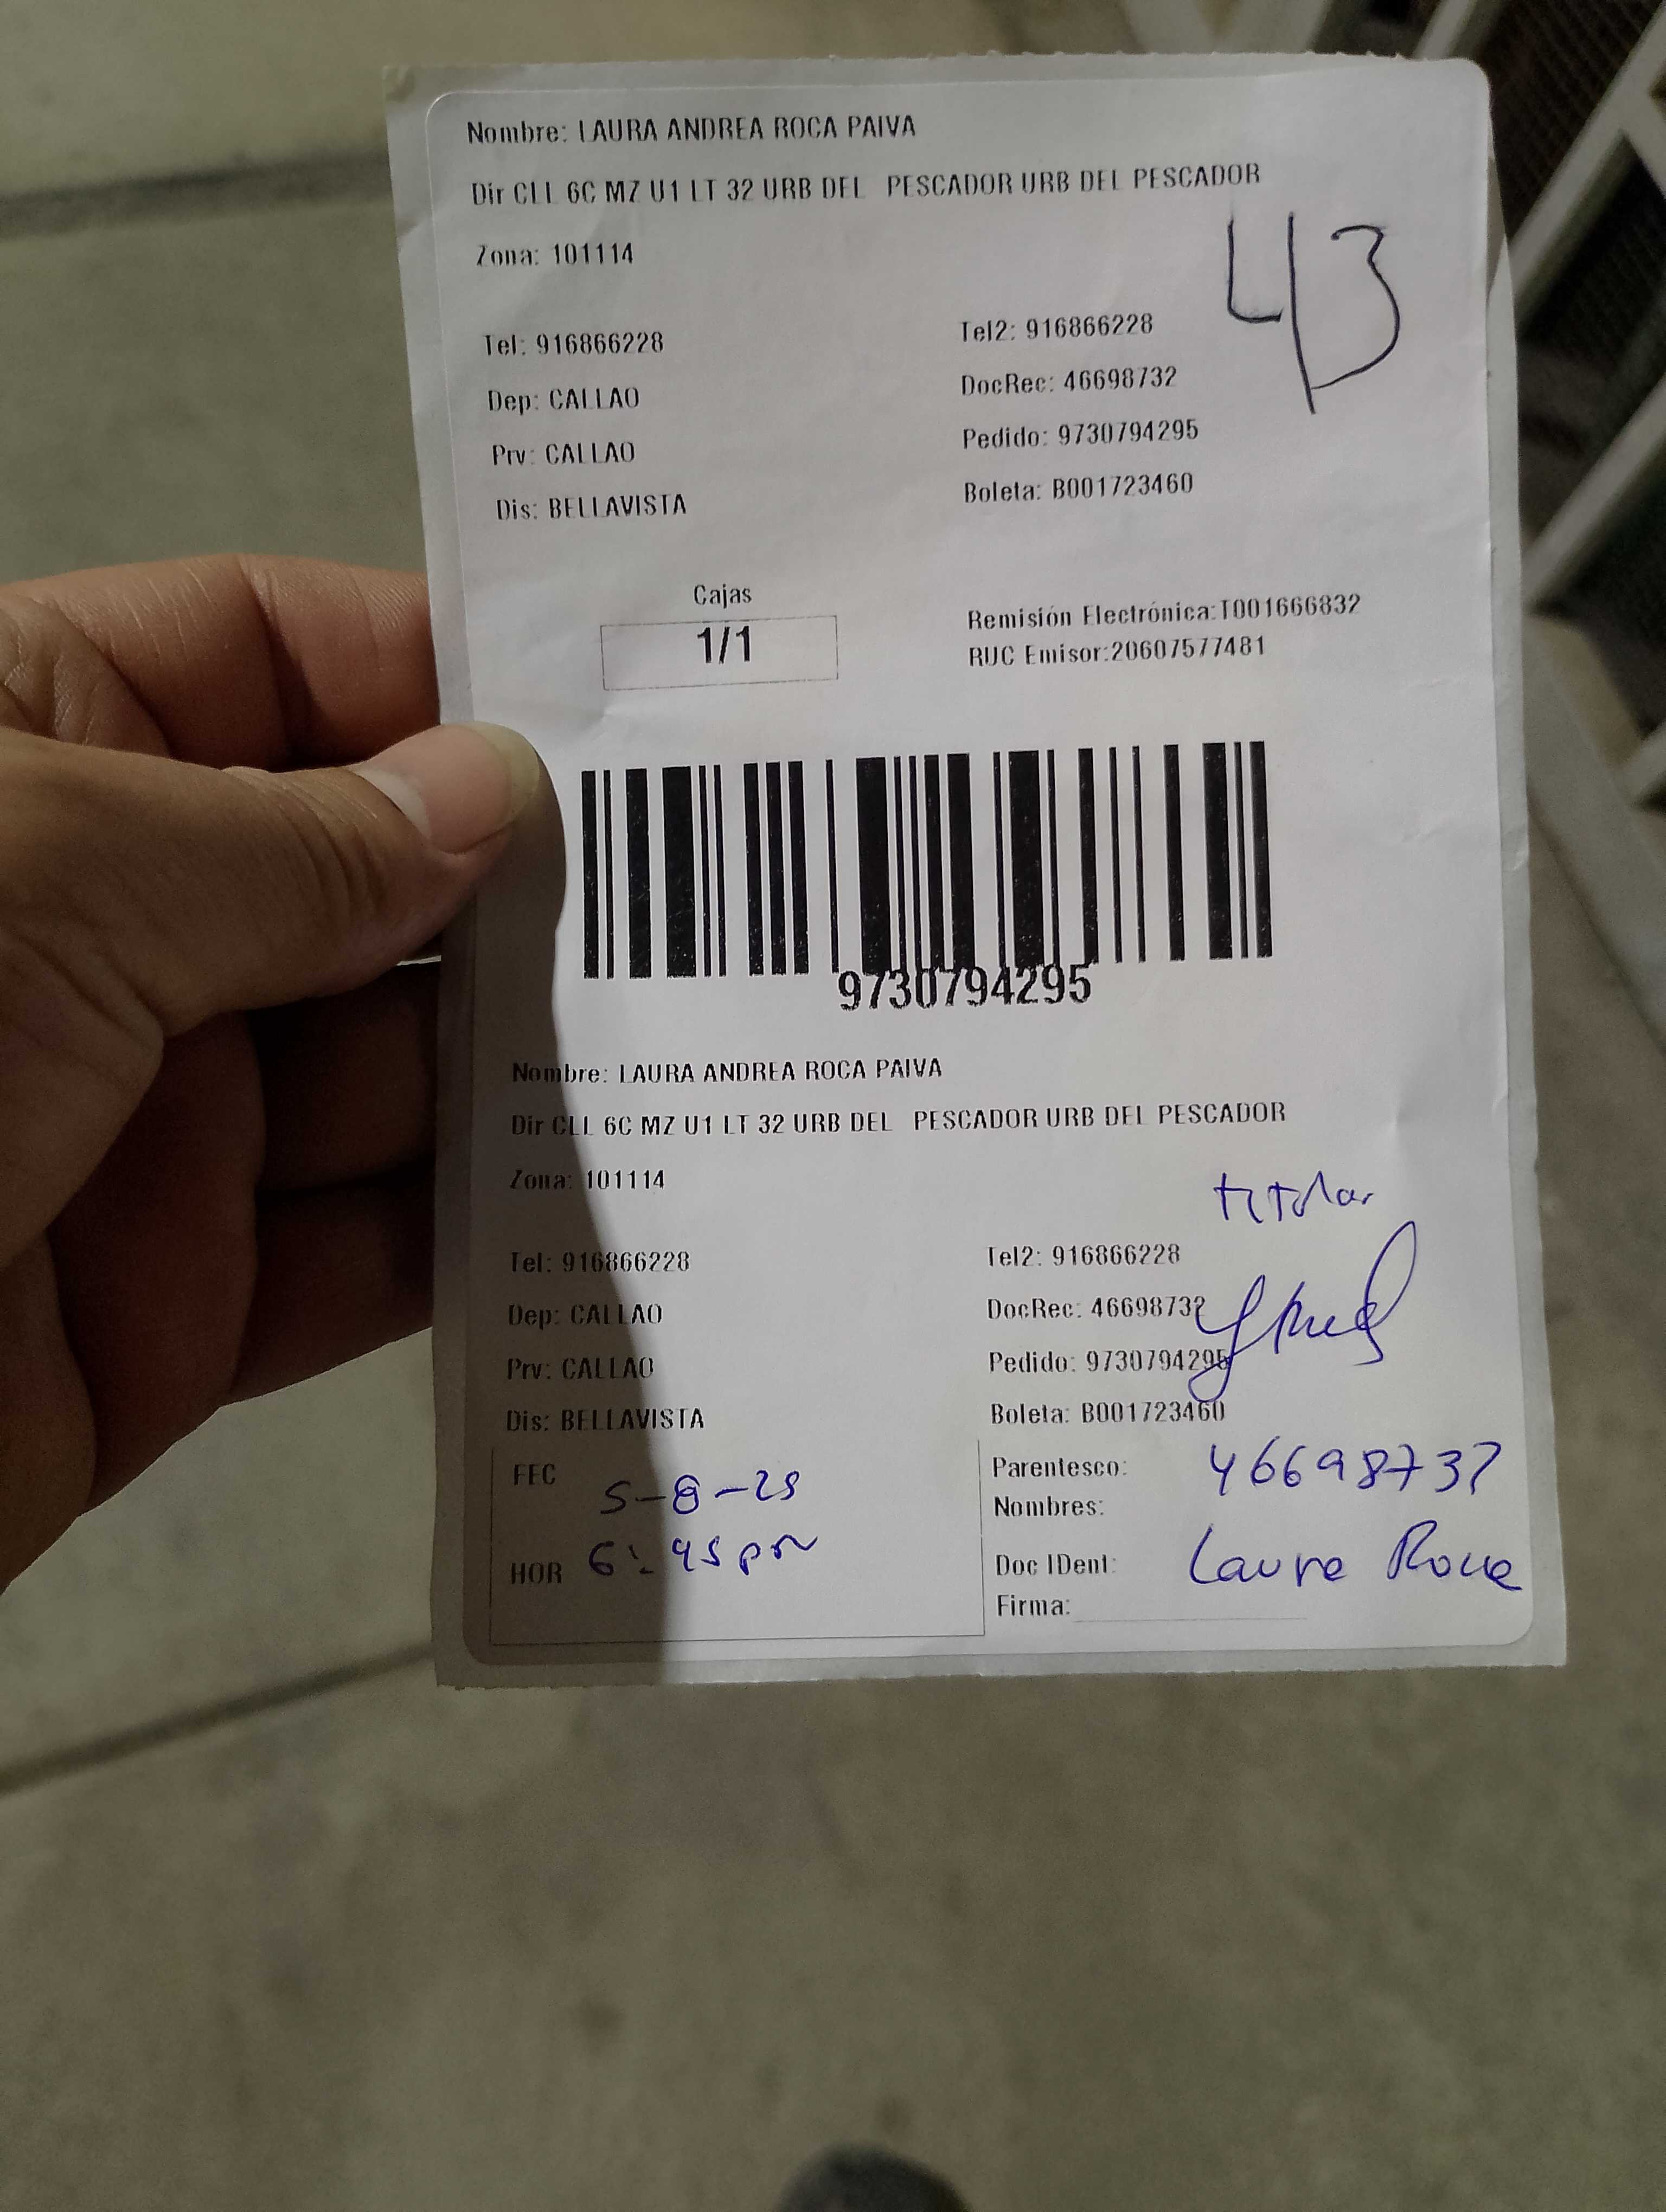 Nombre: LAURA ANDREA ROCA PAIVA
Dir CLL 6C MZ U1 LT 32 URB DEL PESCADOR URB DEL PESCADOR
Zona: 101114
43
Tel: 916866228 Tel2: 916866228
Dep: CALLAO DocRec: 46698732
Prv: CALLAO Pedido: 9730794295
Dis: BELLAVISTA Boleta: B001723460
Cajas
1/1
Remisión Electrónica:T001666832
RUC Emisor:20607577481
9730794295
Nombre: LAURA ANDREA ROCA PAIVA
Dir CLL 6C MZ U1 LT 32 URB DEL PESCADOR URB DEL PESCADOR
Zona: 101114
titular
Tel: 916866228 Tel2: 916866228
Dep: CALLAO DocRec: 46698732
Prv: CALLAO Pedido: 9730794295
Dis: BELLAVISTA Boleta: B001723460
FEC 5-8-25
HOR 6:45 pm
Parentesco: 46698732
Nombres:
Doc IDent: Laura Roca
Firma: